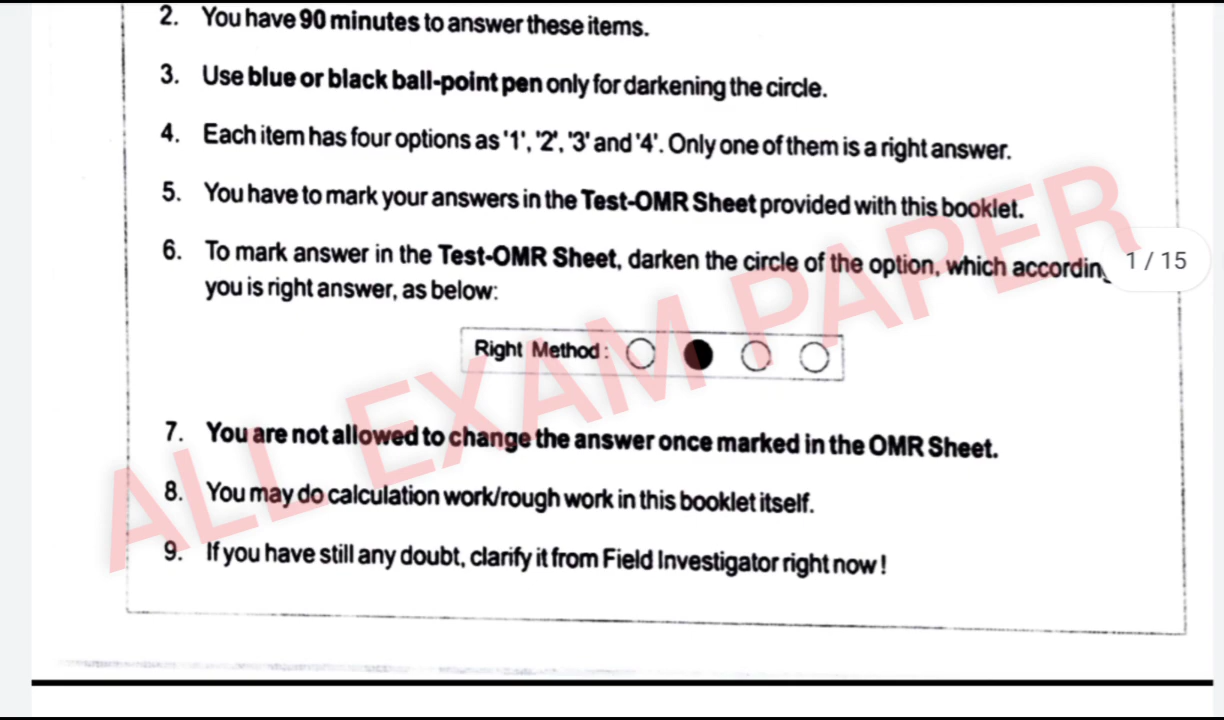 2. You have 90 minutes to answer these items.
3. Use blue or black ball-point pen only for darkening the circle.
4. Each item has four options as '1', '2', '3' and '4'. Only one of them is a right answer.
5. You have to mark your answers in the Test-OMR Sheet provided with this booklet.
6. To mark answer in the Test-OMR Sheet, darken the circle of the option, which
1 / 15
you is right answer, as below:
Right Method :
7. You are not allowed to change the answer once marked in the OMR Sheet.
8. You may do calculation work/rough work in this booklet itself.
9. If you have still any doubt, clarify it from Field Investigator right now !
ALL EXAM PAPER